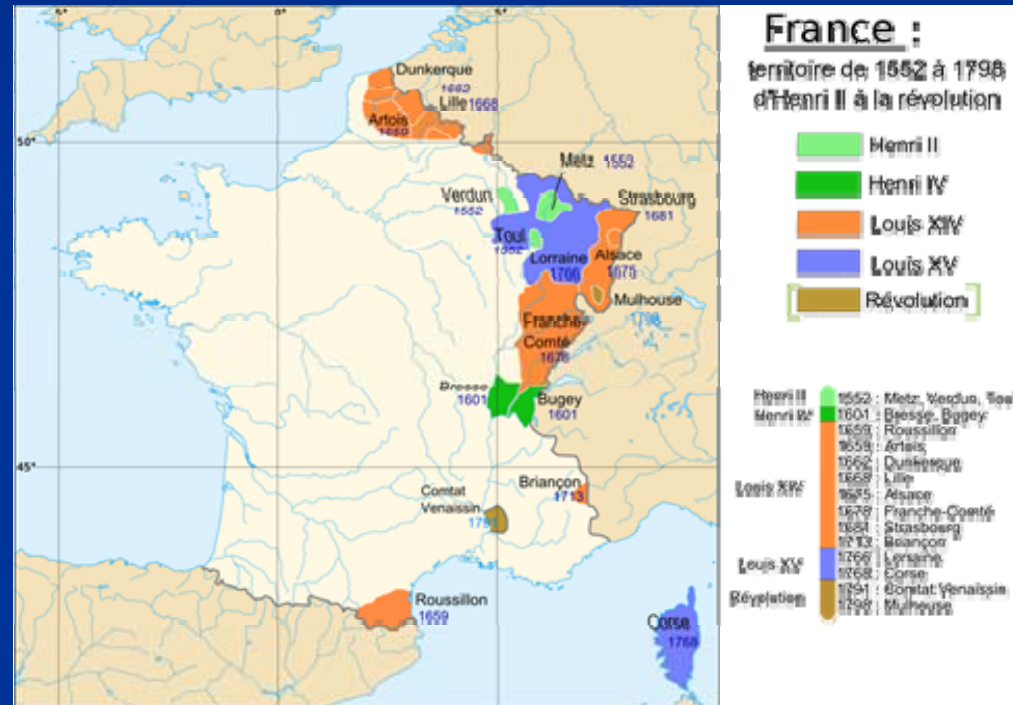 5°
5°
Dunkerque
1662
Lille 1668
Artois
1659
50°
Metz 1552
Verdun
1552
Strasbourg
1681
Toul
1552
Lorraine
1766
Alsace
1675
Mulhouse
1798
Franche-
Comté
1678
Bresse
1601
Bugey
1601
45°
Briançon
1713
Comtat
Venaissin
1791
Roussillon
1659
Corse
1768
France :
territoire de 1552 à 1798
d'Henri II à la révolution
Henri II
Henri IV
Louis XIV
Louis XV
Révolution
Henri II
Henri IV
Louis XIV
Louis XV
Révolution
1552 : Metz, Verdun, Toul
1601 : Bresse, Bugey
1659 : Roussillon
1659 : Artois
1662 : Dunkerque
1668 : Lille
1675 : Alsace
1678 : Franche-Comté
1681 : Strasbourg
1713 : Briançon
1766 : Lorraine
1768 : Corse
1791 : Comtat Venaissin
1798 : Mulhouse